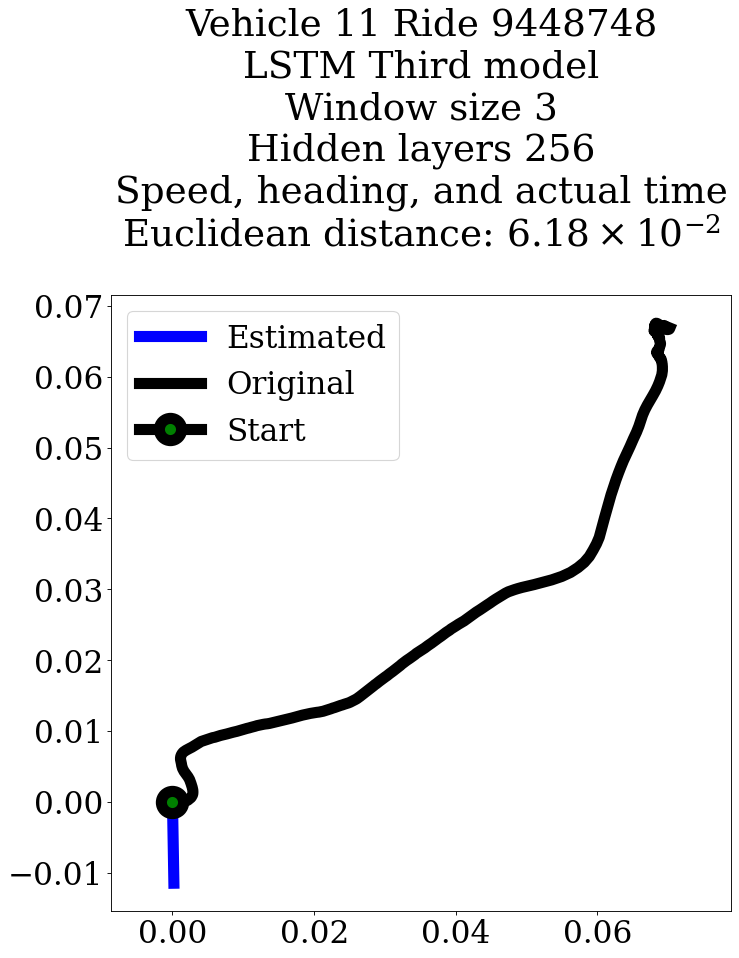 Vehicle 11 Ride 9448748
LSTM Third model
Window size 3
Hidden layers 256
Speed, heading, and actual time
Euclidean distance: 6.18 × 10⁻²
0.07
Estimated
0.06
Original
Start
0.05
0.04
0.03
0.02
0.01
0.00
−0.01
0.00 0.02 0.04 0.06